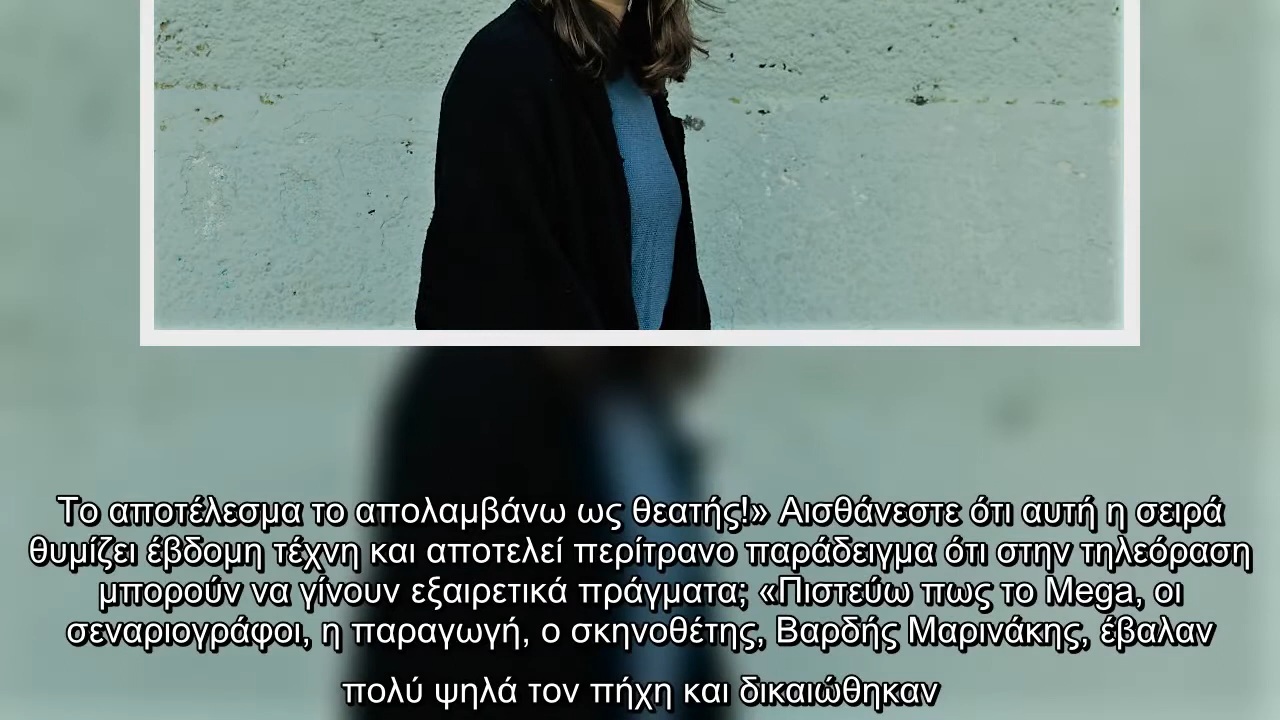 Το αποτέλεσμα το απολαμβάνω ως θεατής!» Αισθάνεστε ότι αυτή η σειρά
θυμίζει έβδομη τέχνη και αποτελεί περίτρανο παράδειγμα ότι στην τηλεόραση
μπορούν να γίνουν εξαιρετικά πράγματα; «Πιστεύω πως το Mega, οι
σεναριογράφοι, η παραγωγή, ο σκηνοθέτης, Βαρδής Μαρινάκης, έβαλαν
πολύ ψηλά τον πήχη και δικαιώθηκαν